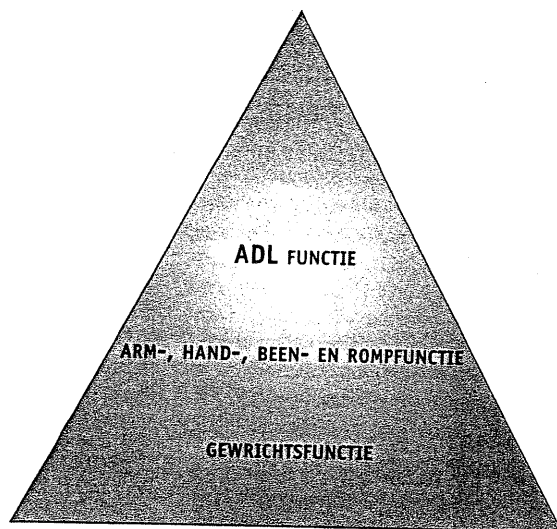 ADL FUNCTIE
ARM-, HAND-, BEEN- EN ROMPFUNCTIE
GEWRICHTSFUNCTIE